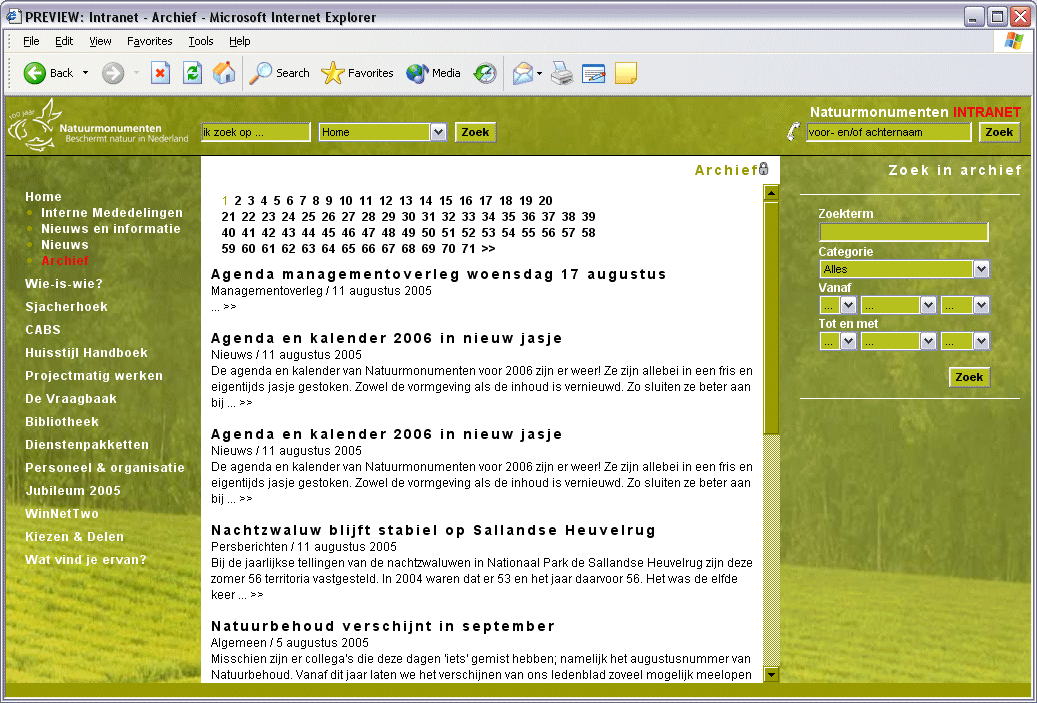 PREVIEW: Intranet - Archief - Microsoft Internet Explorer
File Edit View Favorites Tools Help
Back Search Favorites Media
100 jaar
Natuurmonumenten
Beschermt natuur in Nederland
ik zoek op ... Home Zoek
Natuurmonumenten INTRANET
voor- en/of achternaam Zoek
Home
Interne Mededelingen
Nieuws en informatie
Nieuws
Archief
Wie-is-wie?
Sjacherhoek
CABS
Huisstijl Handboek
Projectmatig werken
De Vraagbaak
Bibliotheek
Dienstenpakketten
Personeel & organisatie
Jubileum 2005
WinNetTwo
Kiezen & Delen
Wat vind je ervan?
Archief
1 2 3 4 5 6 7 8 9 10 11 12 13 14 15 16 17 18 19 20
21 22 23 24 25 26 27 28 29 30 31 32 33 34 35 36 37 38 39
40 41 42 43 44 45 46 47 48 49 50 51 52 53 54 55 56 57 58
59 60 61 62 63 64 65 66 67 68 69 70 71 >>
Agenda managementoverleg woensdag 17 augustus
Managementoverleg / 11 augustus 2005
... >>
Agenda en kalender 2006 in nieuw jasje
Nieuws / 11 augustus 2005
De agenda en kalender van Natuurmonumenten voor 2006 zijn er weer! Ze zijn allebei in een fris en
eigentijds jasje gestoken. Zowel de vormgeving als de inhoud is vernieuwd. Zo sluiten ze beter aan
bij ... >>
Agenda en kalender 2006 in nieuw jasje
Nieuws / 11 augustus 2005
De agenda en kalender van Natuurmonumenten voor 2006 zijn er weer! Ze zijn allebei in een fris en
eigentijds jasje gestoken. Zowel de vormgeving als de inhoud is vernieuwd. Zo sluiten ze beter aan
bij ... >>
Nachtzwaluw blijft stabiel op Sallandse Heuvelrug
Persberichten / 11 augustus 2005
Bij de jaarlijkse tellingen van de nachtzwaluwen in Nationaal Park de Sallandse Heuvelrug zijn deze
zomer 56 territoria vastgesteld. In 2004 waren dat er 53 en het jaar daarvoor 56. Het was de elfde
keer ... >>
Natuurbehoud verschijnt in september
Algemeen / 5 augustus 2005
Misschien zijn er collega's die deze dagen 'iets' gemist hebben; namelijk het augustusnummer van
Natuurbehoud. Vanaf dit jaar laten we het verschijnen van ons ledenblad zoveel mogelijk meelopen
Zoek in archief
Zoekterm
Categorie
Alles
Vanaf
... ... ...
Tot en met
... ... ...
Zoek